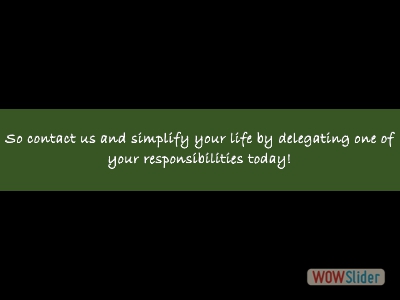 So contact us and simplify your life by delegating one of
your responsibilities today!
WOWSlider